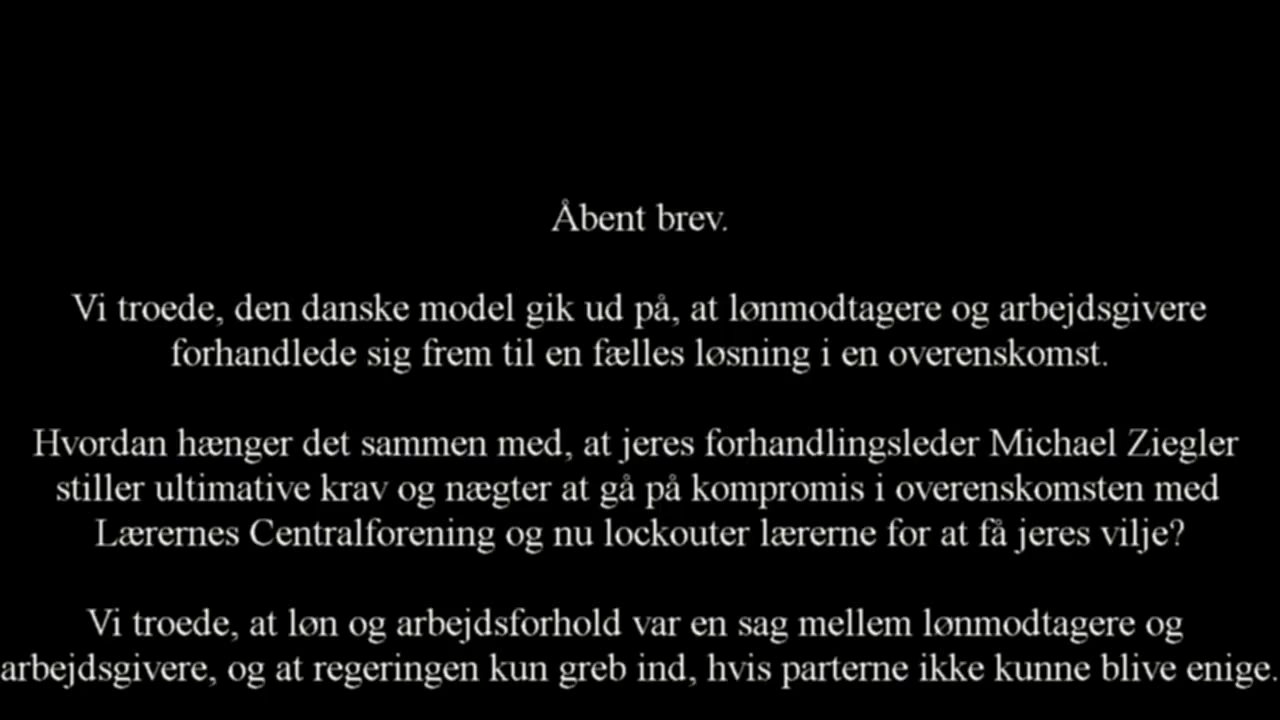 Åbent brev.
Vi troede, den danske model gik ud på, at lønmodtagere og arbejdsgivere
forhandlede sig frem til en fælles løsning i en overenskomst.
Hvordan hænger det sammen med, at jeres forhandlingsleder Michael Ziegler
stiller ultimative krav og nægter at gå på kompromis i overenskomsten med
Lærernes Centralforening og nu lockouter lærerne for at få jeres vilje?
Vi troede, at løn og arbejdsforhold var en sag mellem lønmodtagere og
arbejdsgivere, og at regeringen kun greb ind, hvis parterne ikke kunne blive enige.